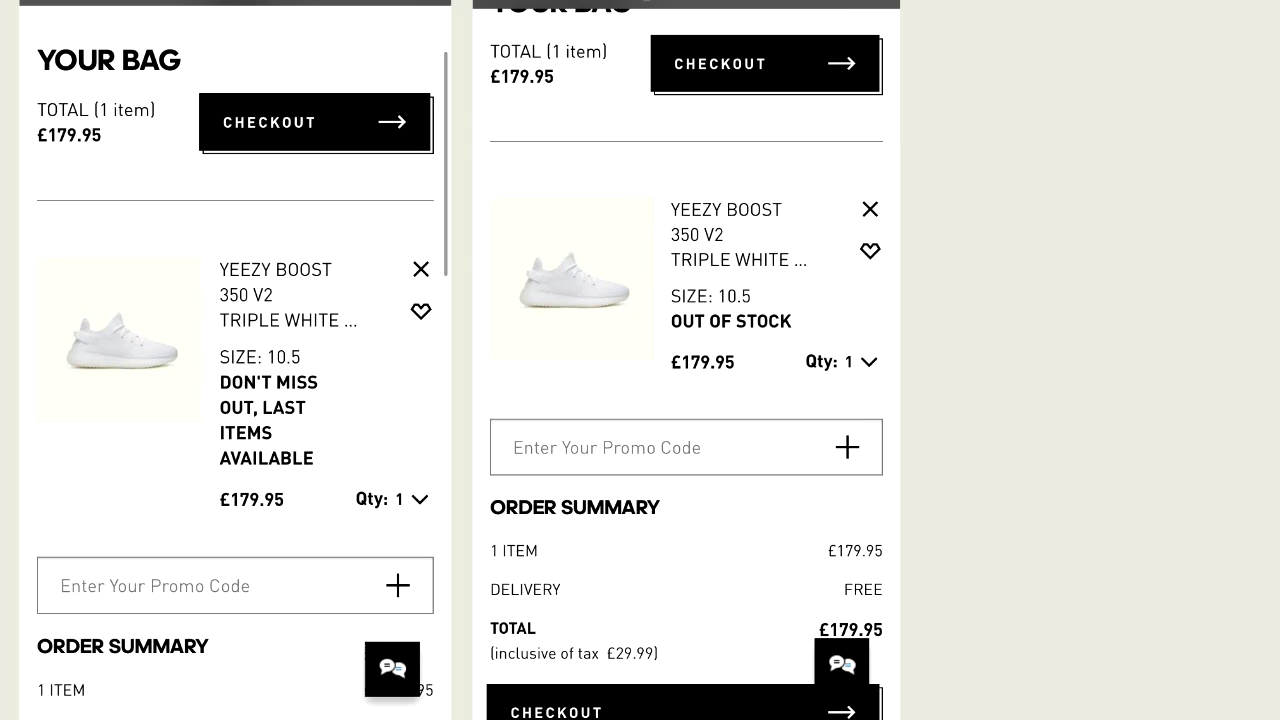 YOUR BAG
TOTAL (1 item)
£179.95
CHECKOUT
YEEZY BOOST
350 V2
TRIPLE WHITE ...
SIZE: 10.5
DON'T MISS
OUT, LAST
ITEMS
AVAILABLE
£179.95
Qty: 1
Enter Your Promo Code
ORDER SUMMARY
1 ITEM
95
YOUR BAG
TOTAL (1 item)
£179.95
CHECKOUT
YEEZY BOOST
350 V2
TRIPLE WHITE ...
SIZE: 10.5
OUT OF STOCK
£179.95
Qty: 1
Enter Your Promo Code
ORDER SUMMARY
1 ITEM
£179.95
DELIVERY
FREE
TOTAL
£179.95
(inclusive of tax £29.99)
CHECKOUT